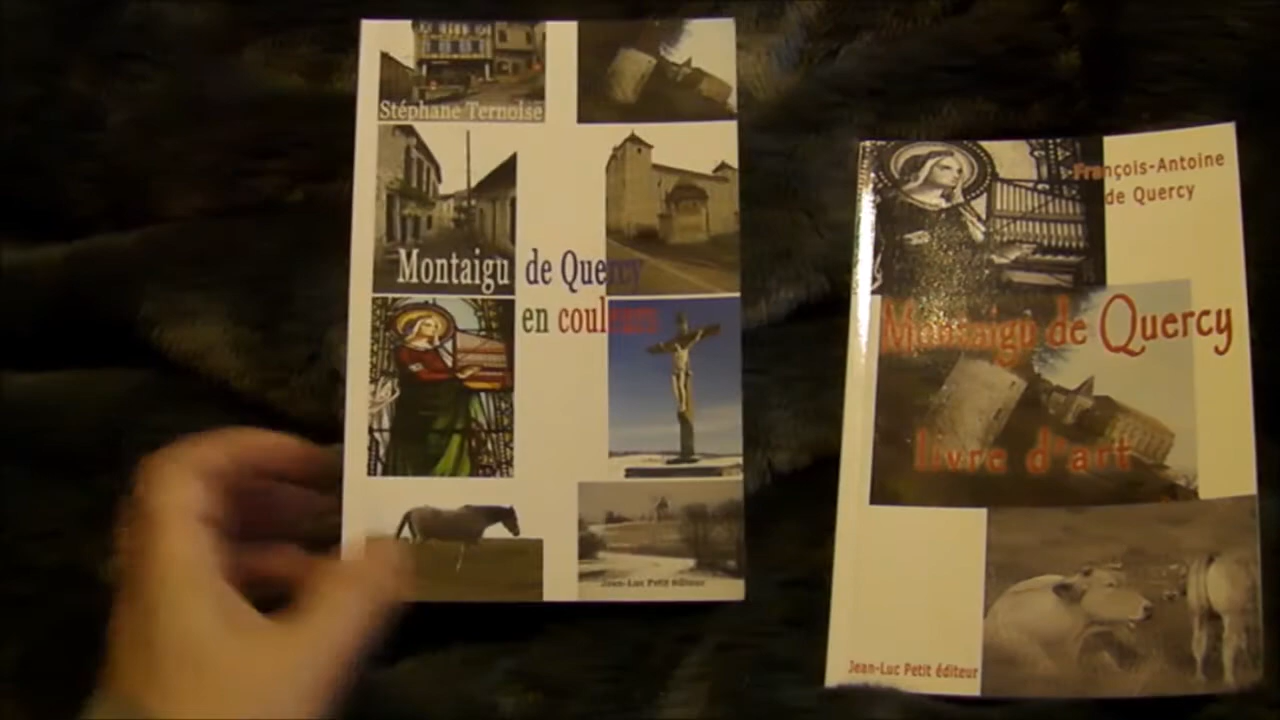 Stéphane Ternoise
Montaigu de Quercy
en couleurs
Jean-Luc Petit éditeur
François-Antoine
de Quercy
Montaigu de Quercy
livre d'art
Jean-Luc Petit éditeur